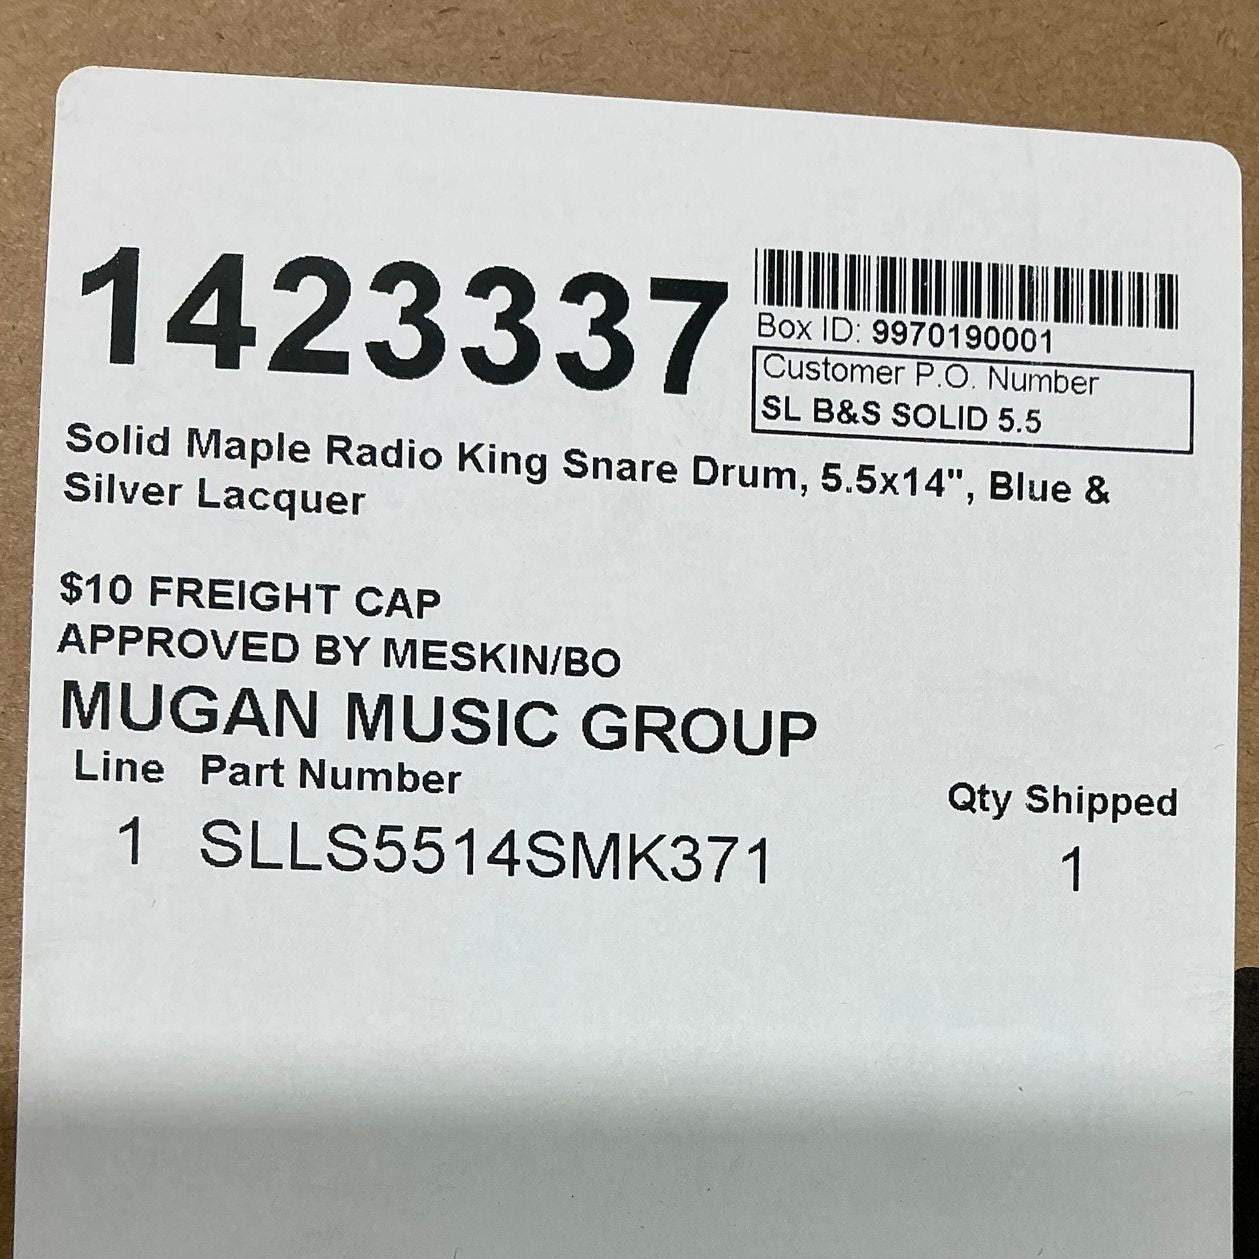 1423337
Box ID: 9970190001
Customer P.O. Number
SL B&S SOLID 5.5
Solid Maple Radio King Snare Drum, 5.5x14", Blue &
Silver Lacquer
$10 FREIGHT CAP
APPROVED BY MESKIN/BO
MUGAN MUSIC GROUP
Line Part Number Qty Shipped
1 SLLS5514SMK371 1